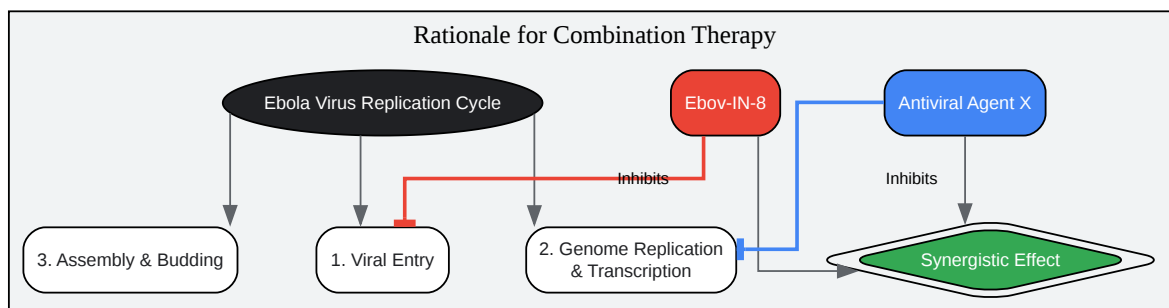 Rationale for Combination Therapy
Ebola Virus Replication Cycle
Ebov-IN-8
Antiviral Agent X
Inhibits
Inhibits
3. Assembly & Budding
1. Viral Entry
2. Genome Replication
& Transcription
Synergistic Effect